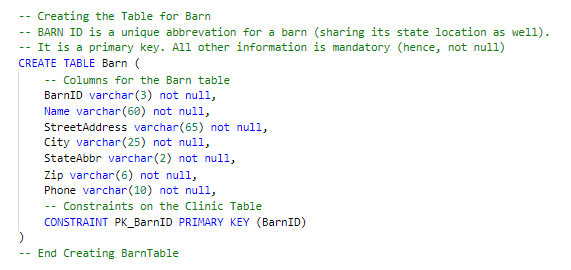 -- Creating the Table for Barn
-- BARN ID is a unique abbrevation for a barn (sharing its state location as well).
-- It is a primary key. All other information is mandatory (hence, not null)
CREATE TABLE Barn (
    -- Columns for the Barn table
    BarnID varchar(3) not null,
    Name varchar(60) not null,
    StreetAddress varchar(65) not null,
    City varchar(25) not null,
    StateAbbr varchar(2) not null,
    Zip varchar(6) not null,
    Phone varchar(10) not null,
    -- Constraints on the Clinic Table
    CONSTRAINT PK_BarnID PRIMARY KEY (BarnID)
)
-- End Creating BarnTable